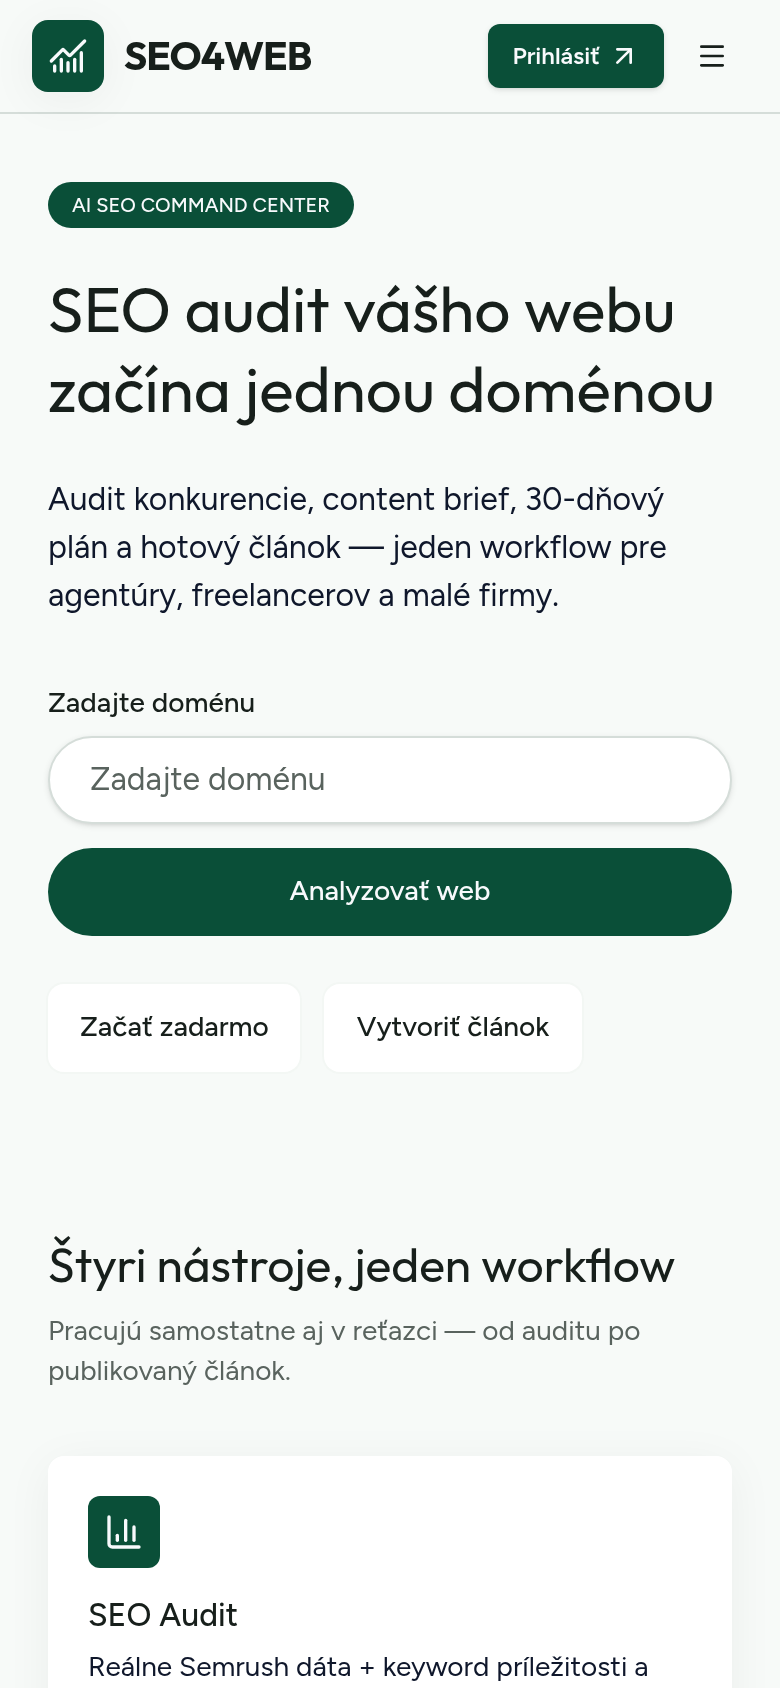 SEO4WEB
Prihlásiť
AI SEO COMMAND CENTER
SEO audit vášho webu
začína jednou doménou
Audit konkurencie, content brief, 30-dňový
plán a hotový článok — jeden workflow pre
agentúry, freelancerov a malé firmy.
Zadajte doménu
Zadajte doménu
Analyzovať web
Začať zadarmo
Vytvoriť článok
Štyri nástroje, jeden workflow
Pracujú samostatne aj v reťazci — od auditu po
publikovaný článok.
SEO Audit
Reálne Semrush dáta + keyword príležitosti a